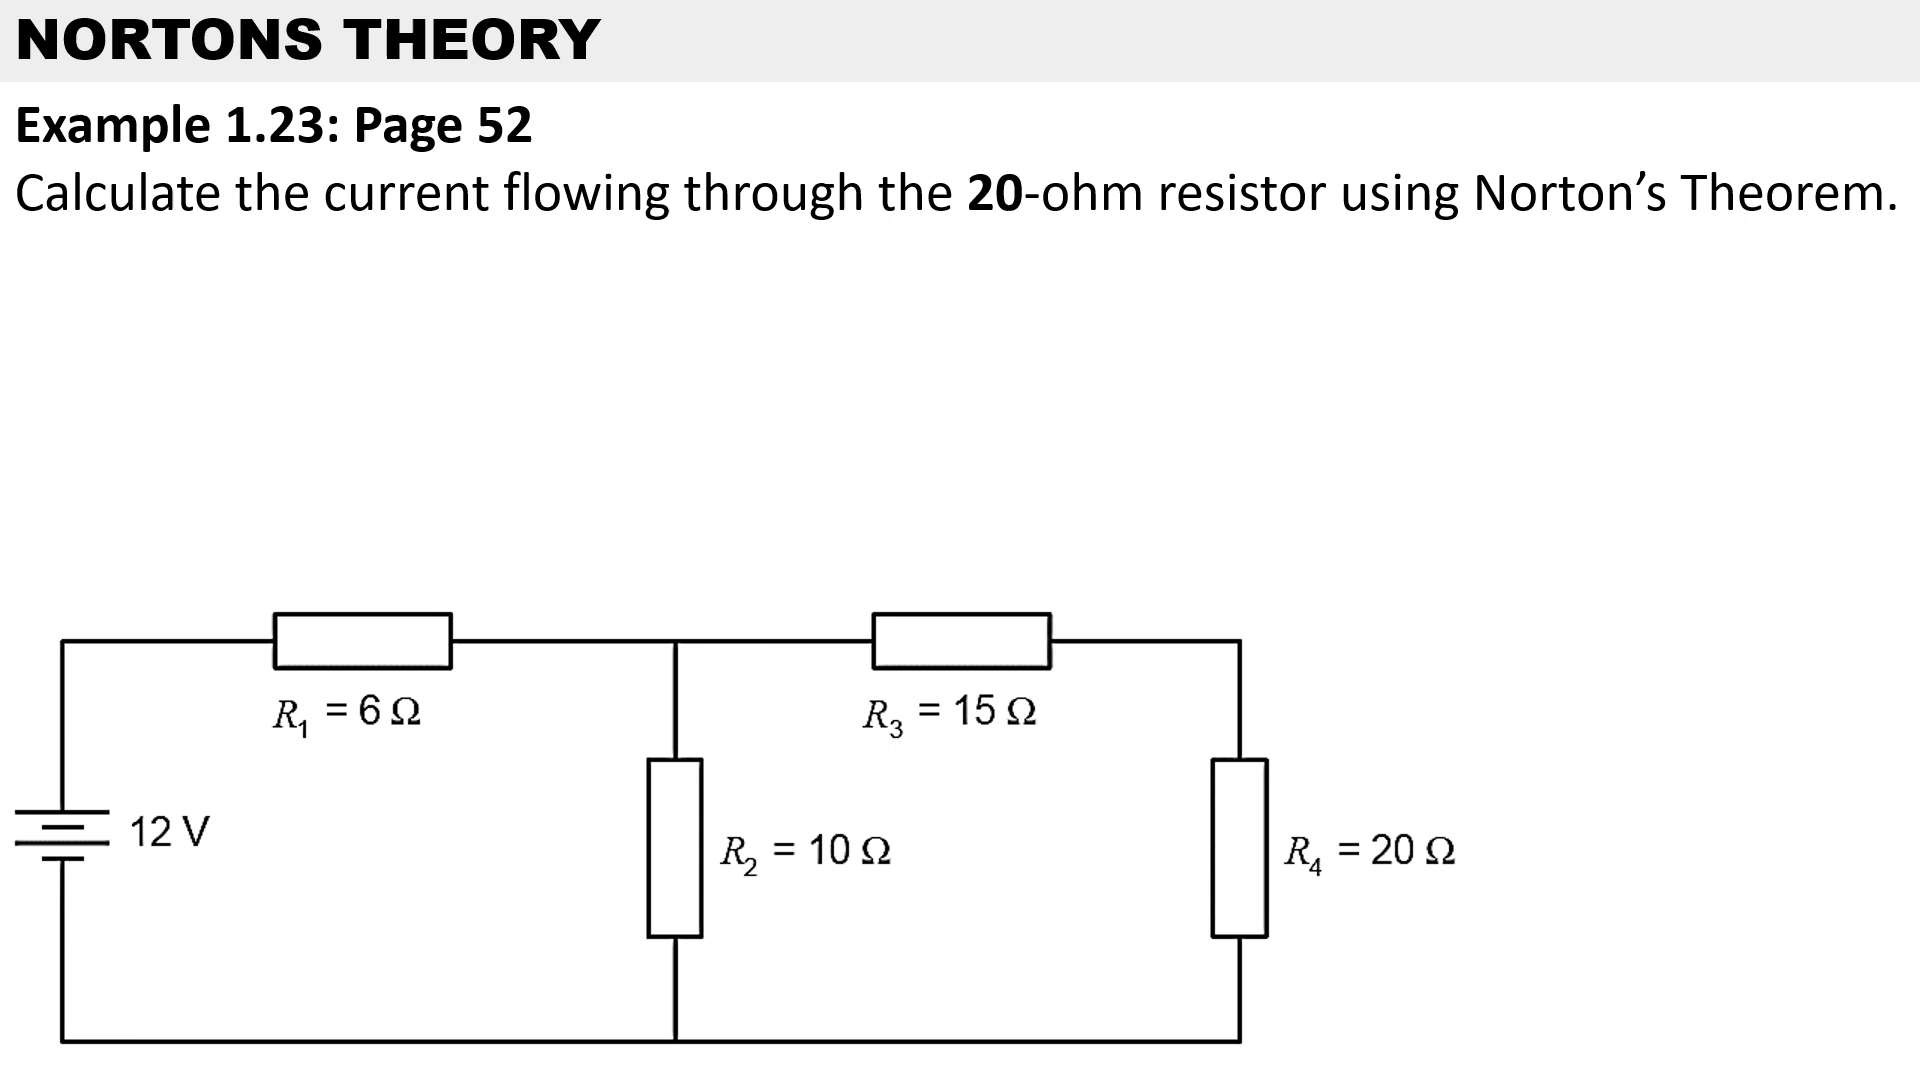 NORTONS THEORY
Example 1.23: Page 52
Calculate the current flowing through the 20-ohm resistor using Norton’s Theorem.
R₁ = 6 Ω
R₃ = 15 Ω
12 V
R₂ = 10 Ω
R₄ = 20 Ω